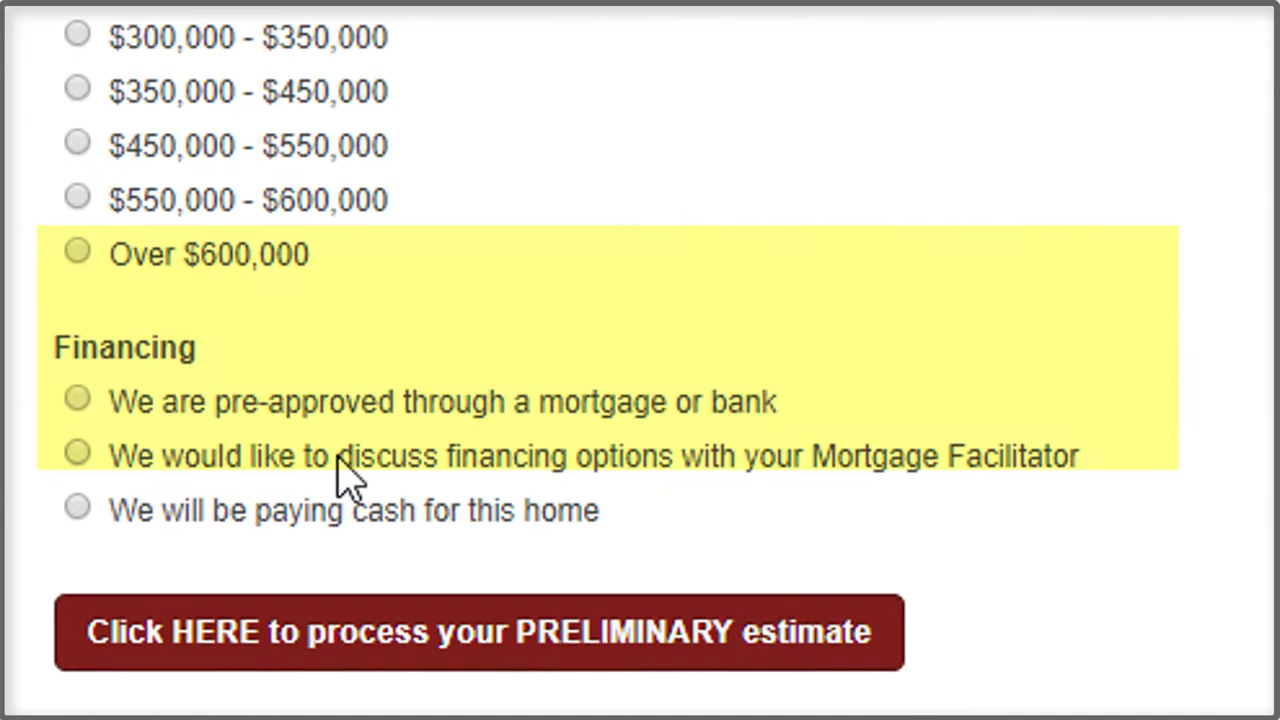 $300,000 - $350,000
$350,000 - $450,000
$450,000 - $550,000
$550,000 - $600,000
Over $600,000
Financing
We are pre-approved through a mortgage or bank
We would like to discuss financing options with your Mortgage Facilitator
We will be paying cash for this home
Click HERE to process your PRELIMINARY estimate